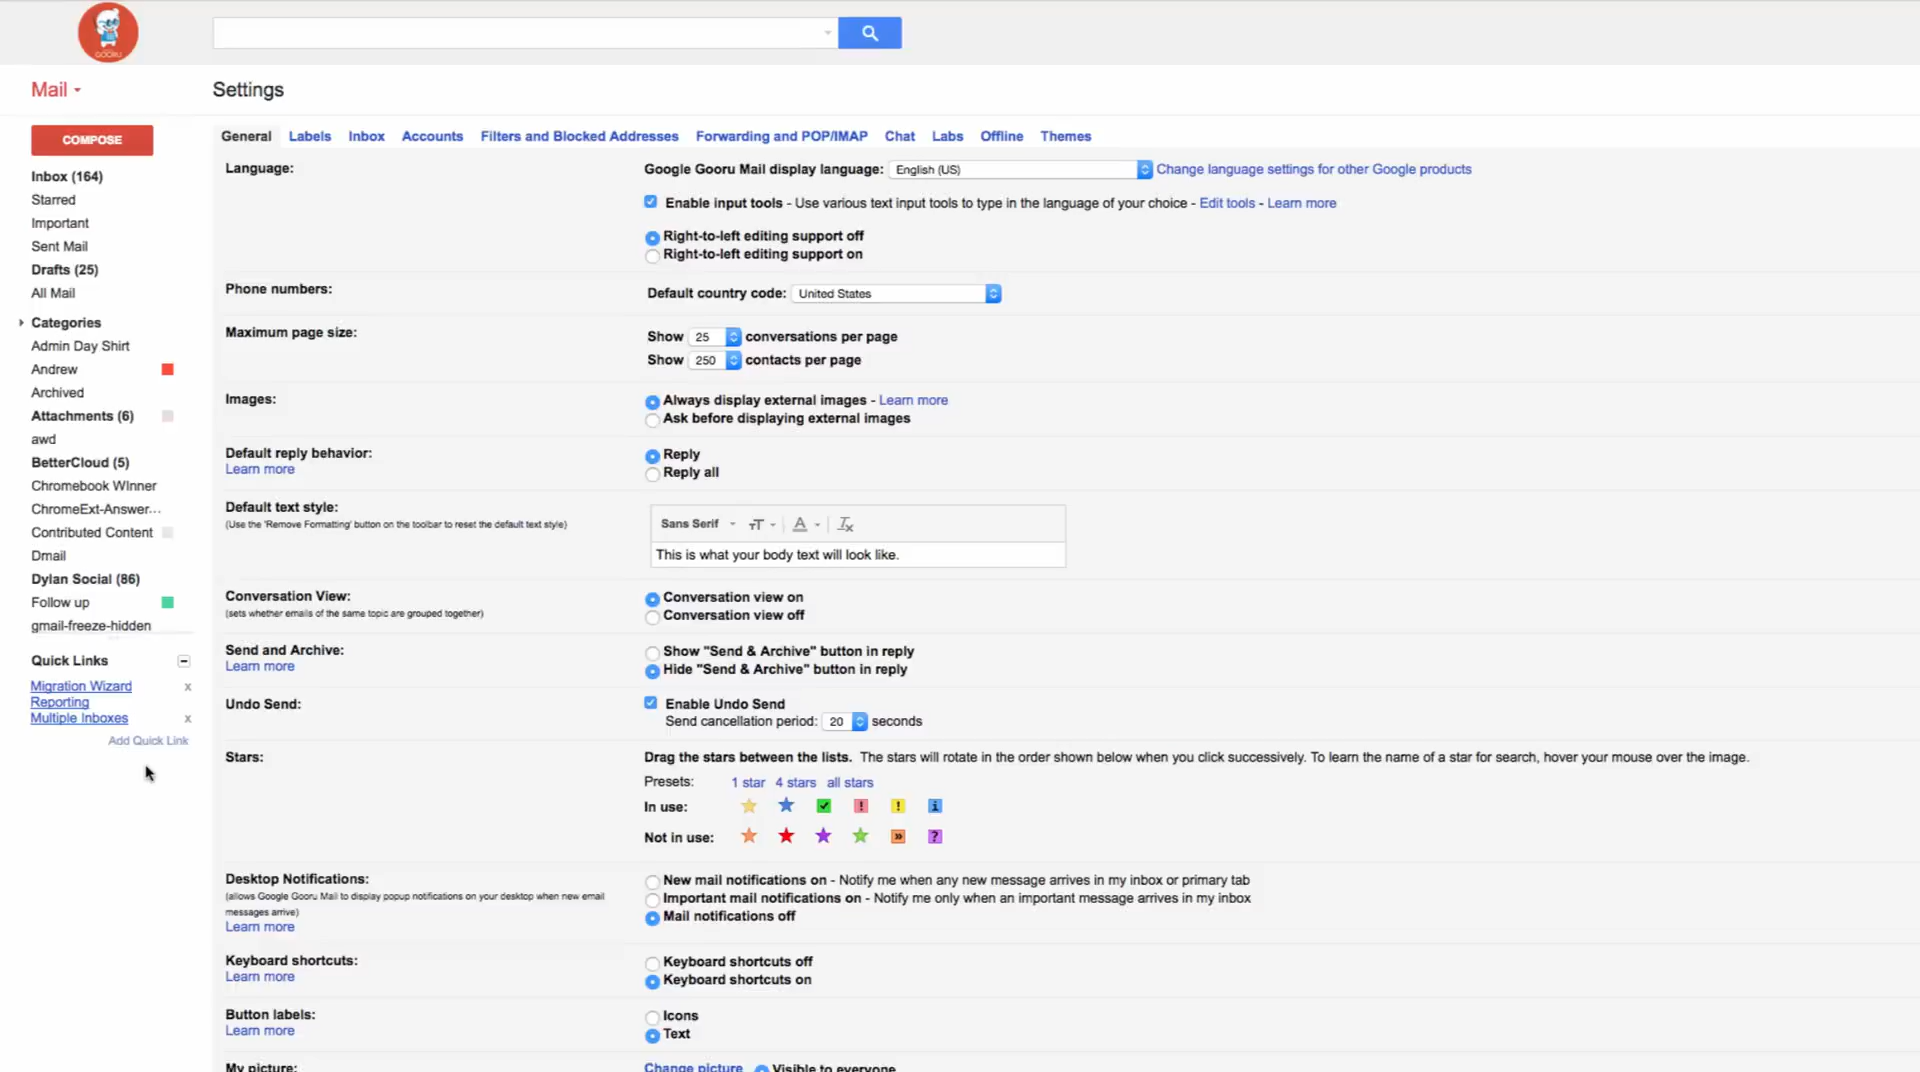 GOORU
Mail
Settings
COMPOSE
General Labels Inbox Accounts Filters and Blocked Addresses Forwarding and POP/IMAP Chat Labs Offline Themes
Inbox (164)
Starred
Important
Sent Mail
Drafts (25)
All Mail
Categories
Admin Day Shirt
Andrew
Archived
Attachments (6)
awd
BetterCloud (5)
Chromebook WInner
ChromeExt-Answer...
Contributed Content
Dmail
Dylan Social (86)
Follow up
gmail-freeze-hidden
Quick Links
Migration Wizard x
Reporting
Multiple Inboxes x
Add Quick Link
Language:
Google Gooru Mail display language: English (US) Change language settings for other Google products
Enable input tools - Use various text input tools to type in the language of your choice - Edit tools - Learn more
Right-to-left editing support off
Right-to-left editing support on
Phone numbers:
Default country code: United States
Maximum page size:
Show 25 conversations per page
Show 250 contacts per page
Images:
Always display external images - Learn more
Ask before displaying external images
Default reply behavior:
Learn more
Reply
Reply all
Default text style:
(Use the 'Remove Formatting' button on the toolbar to reset the default text style)
Sans Serif
This is what your body text will look like.
Conversation View:
(sets whether emails of the same topic are grouped together)
Conversation view on
Conversation view off
Send and Archive:
Learn more
Show "Send & Archive" button in reply
Hide "Send & Archive" button in reply
Undo Send:
Enable Undo Send
Send cancellation period: 20 seconds
Stars:
Drag the stars between the lists. The stars will rotate in the order shown below when you click successively. To learn the name of a star for search, hover your mouse over the image.
Presets: 1 star 4 stars all stars
In use:
Not in use:
Desktop Notifications:
(allows Google Gooru Mail to display popup notifications on your desktop when new email
messages arrive)
Learn more
New mail notifications on - Notify me when any new message arrives in my inbox or primary tab
Important mail notifications on - Notify me only when an important message arrives in my inbox
Mail notifications off
Keyboard shortcuts:
Learn more
Keyboard shortcuts off
Keyboard shortcuts on
Button labels:
Learn more
Icons
Text
My picture:
Change picture Visible to everyone